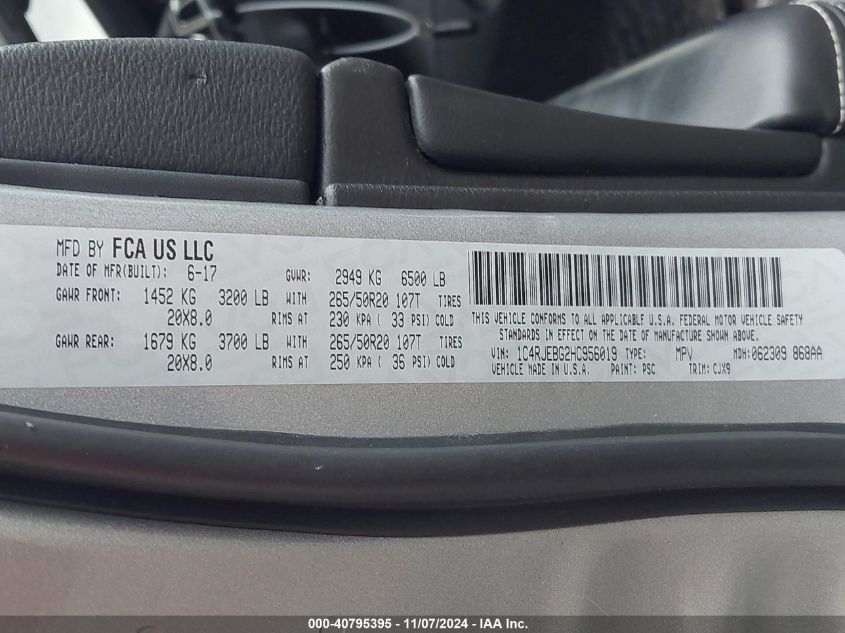 MFD BY FCA US LLC
DATE OF MFR(BUILT): 6-17 GVWR: 2949 KG 6500 LB
GAWR FRONT: 1452 KG 3200 LB WITH 265/50R20 107T TIRES
20X8.0 RIMS AT 230 KPA ( 33 PSI) COLD
GAWR REAR: 1679 KG 3700 LB WITH 265/50R20 107T TIRES
20X8.0 RIMS AT 250 KPA ( 36 PSI) COLD
THIS VEHICLE CONFORMS TO ALL APPLICABLE U.S.A. FEDERAL MOTOR VEHICLE SAFETY
STANDARDS IN EFFECT ON THE DATE OF MANUFACTURE SHOWN ABOVE.
VIN: 1C4RJEBG2HC956019 TYPE: MPV MDH: 062309 868AA
VEHICLE MADE IN U.S.A. PAINT: PSC TRIM: CJX9
000-40795395 - 11/07/2024 - IAA Inc.